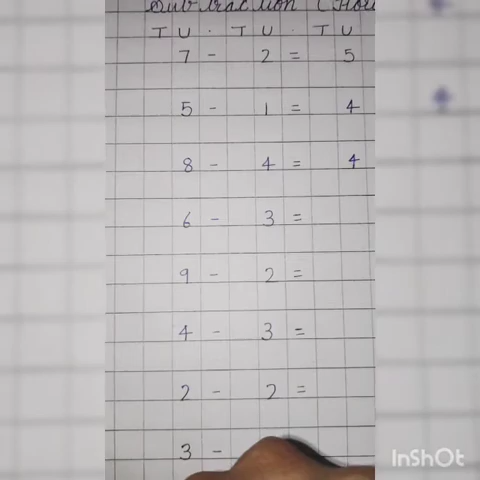 Subtraction (Hou
T U . T U . T U
7 - 2 = 5
5 - 1 = 4
8 - 4 = 4
6 - 3 =
9 - 2 =
4 - 3 =
2 - 2 =
3 -
InShOt